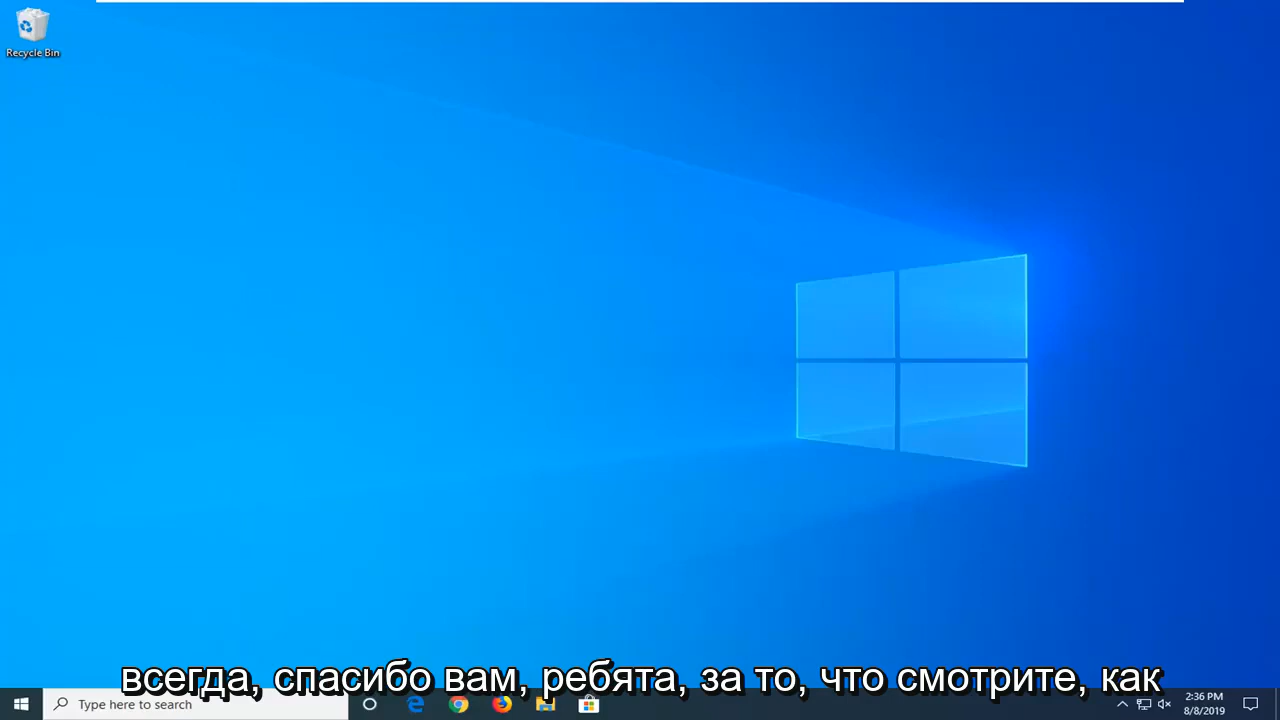 Recycle Bin
всегда, спасибо вам, ребята, за то, что смотрите, как
Type here to search
2:36 PM
8/8/2019